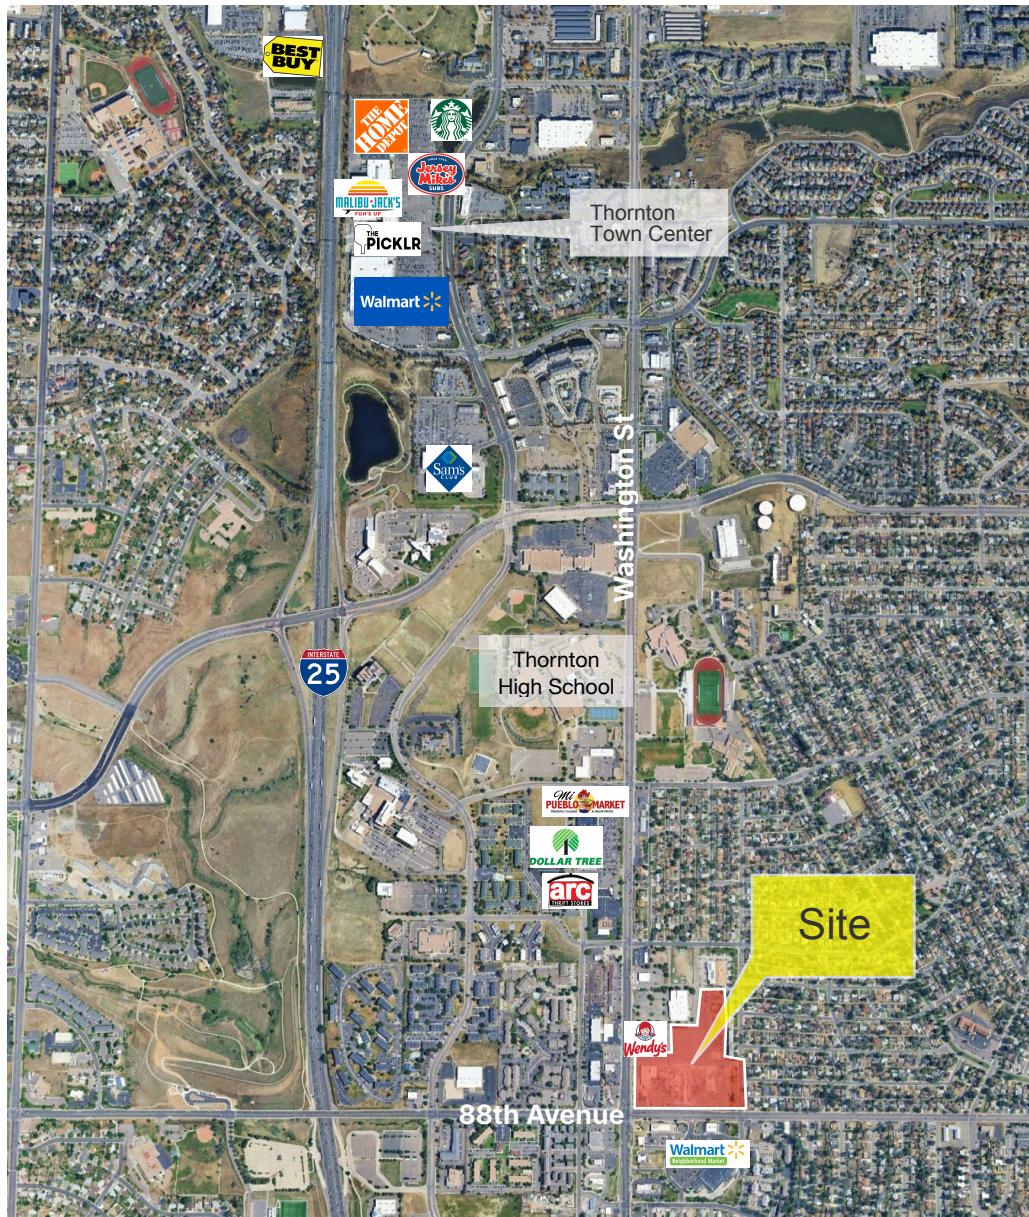 BEST
BUY
THE
HOME
DEPOT
Jersey
Mike's
SUBS
MALIBU JACK'S
FUN'S UP
THE
PICKLR
Thornton
Town Center
Walmart
Sam's
CLUB
Washington St
INTERSTATE
25
Thornton
High School
Mi
PUEBLO MARKET
DOLLAR TREE
arc
THRIFT STORES
Site
Wendy's
88th Avenue
Walmart
Neighborhood Market